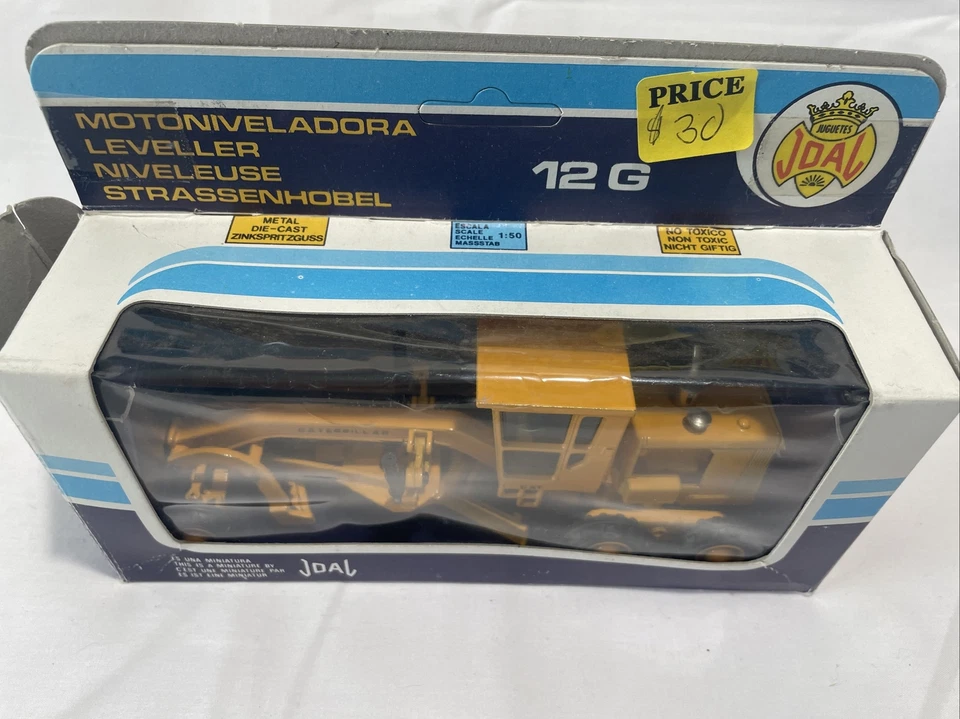 PRICE
$30
MOTONIVELADORA
LEVELLER
NIVELEUSE
STRASSENHOBEL
12 G
JUGUETES
JOAL
METAL
DIE-CAST
ZINKSPRITZGUSS
ESCALA
SCALE
ECHELLE
MASSSTAB
1:50
NO TOXICO
NON TOXIC
NICHT GIFTIG
CATERPILLAR
ES UNA MINIATURA
THIS IS A MINIATURE BY
C'EST UNE MINIATURE PAR
ES IST EINE MINIATUR
JOAL